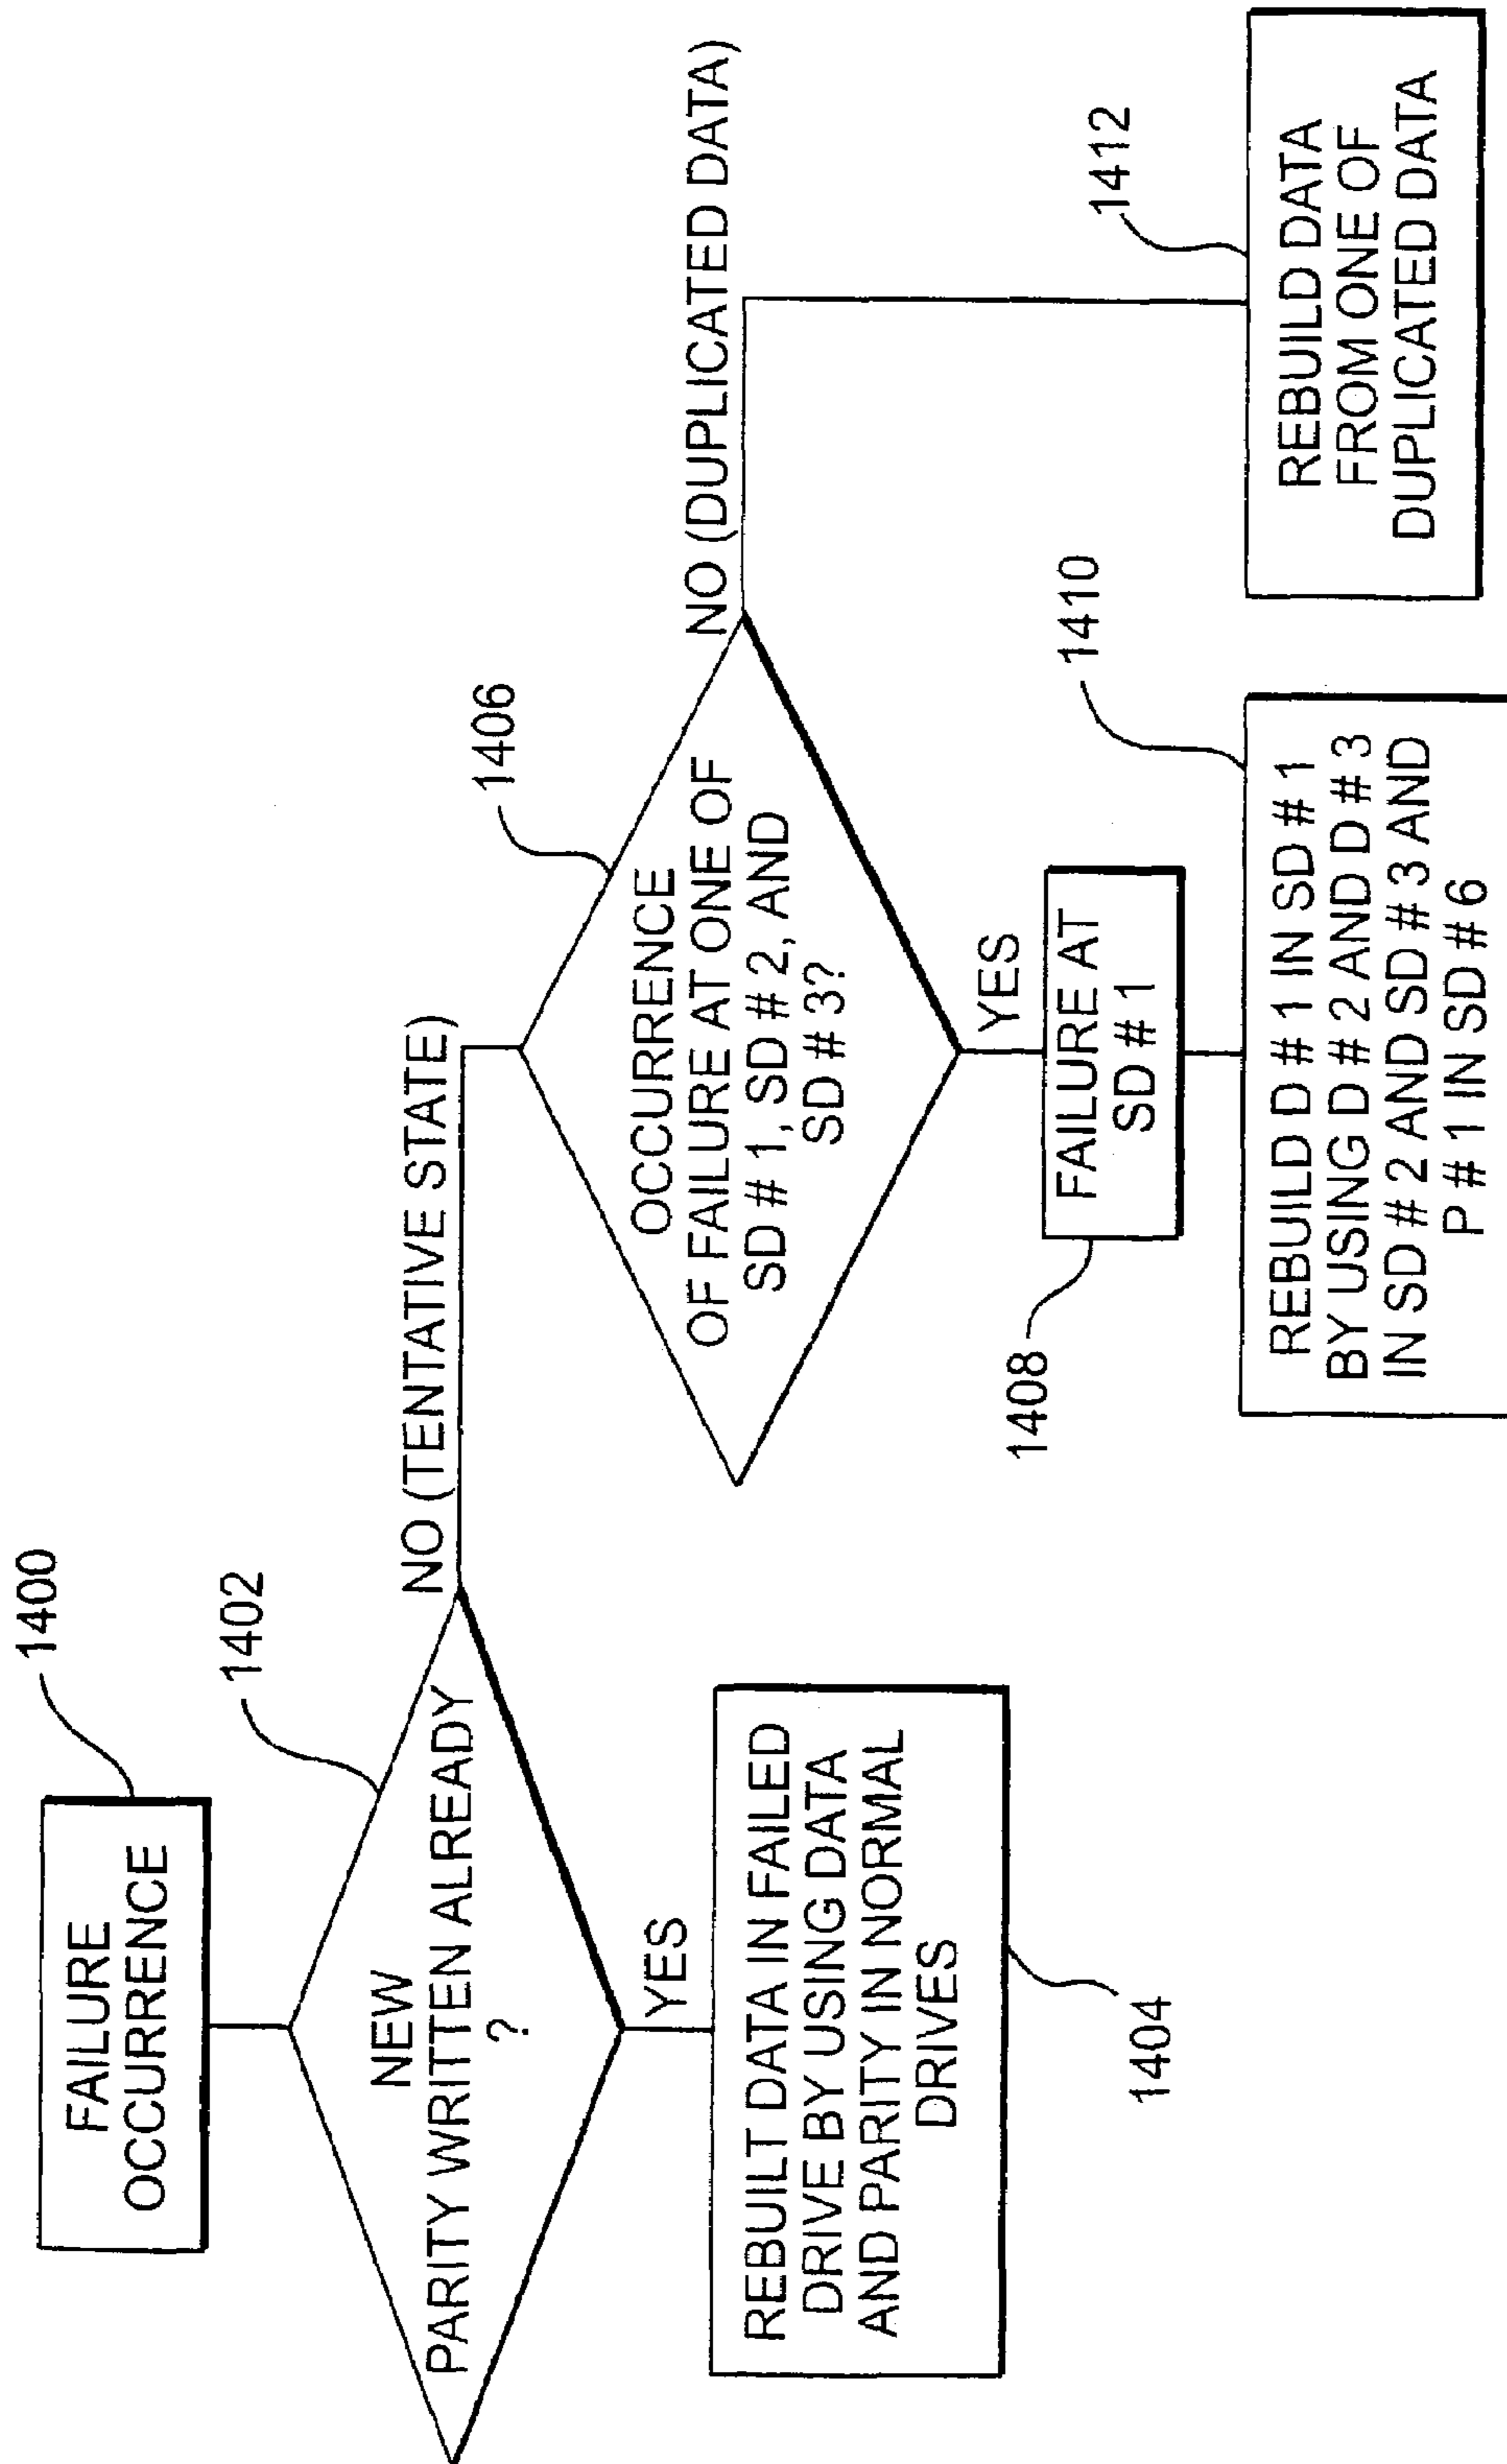 1400
FAILURE
OCCURRENCE
1402
NEW
PARITY WRITTEN ALREADY
?
NO (TENTATIVE STATE)
YES
REBUILT DATA IN FAILED
DRIVE BY USING DATA
AND PARITY IN NORMAL
DRIVES
1404
1406
OCCURRENCE
OF FAILURE AT ONE OF
SD # 1, SD # 2, AND
SD # 3?
NO (DUPLICATED DATA)
YES
1408
FAILURE AT
SD # 1
1410
REBUILD D # 1 IN SD # 1
BY USING D # 2 AND D # 3
IN SD # 2 AND SD # 3 AND
P # 1 IN SD # 6
1412
REBUILD DATA
FROM ONE OF
DUPLICATED DATA